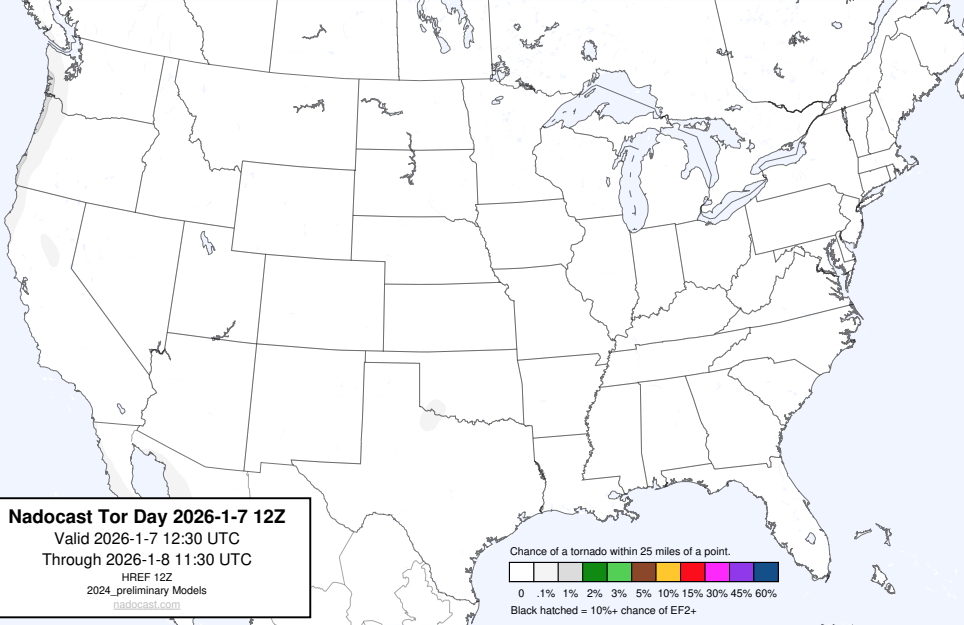 Nadocast Tor Day 2026-1-7 12Z
Valid 2026-1-7 12:30 UTC
Through 2026-1-8 11:30 UTC
HREF 12Z
2024_preliminary Models
nadocast.com
Chance of a tornado within 25 miles of a point.
0 .1% 1% 2% 3% 5% 10% 15% 30% 45% 60%
Black hatched = 10%+ chance of EF2+